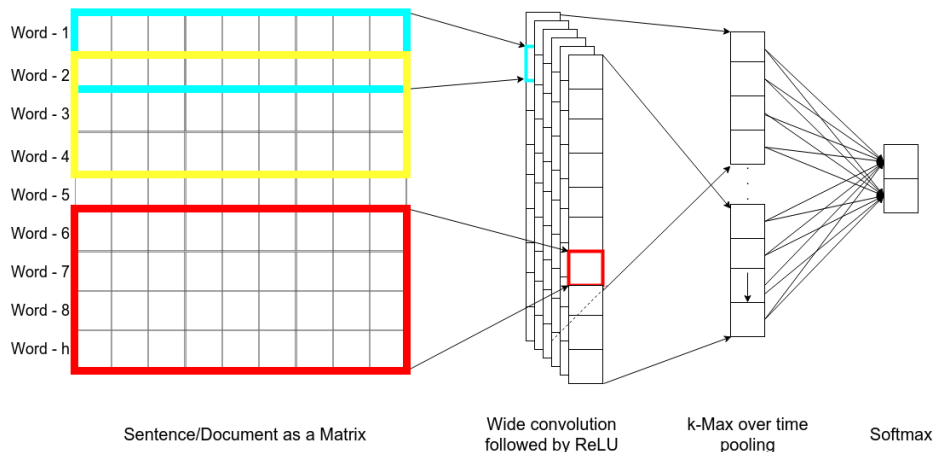 Word - 1
Word - 2
Word - 3
Word - 4
Word - 5
Word - 6
Word - 7
Word - 8
Word - h
Sentence/Document as a Matrix
Wide convolution
followed by ReLU
k-Max over time
pooling
Softmax